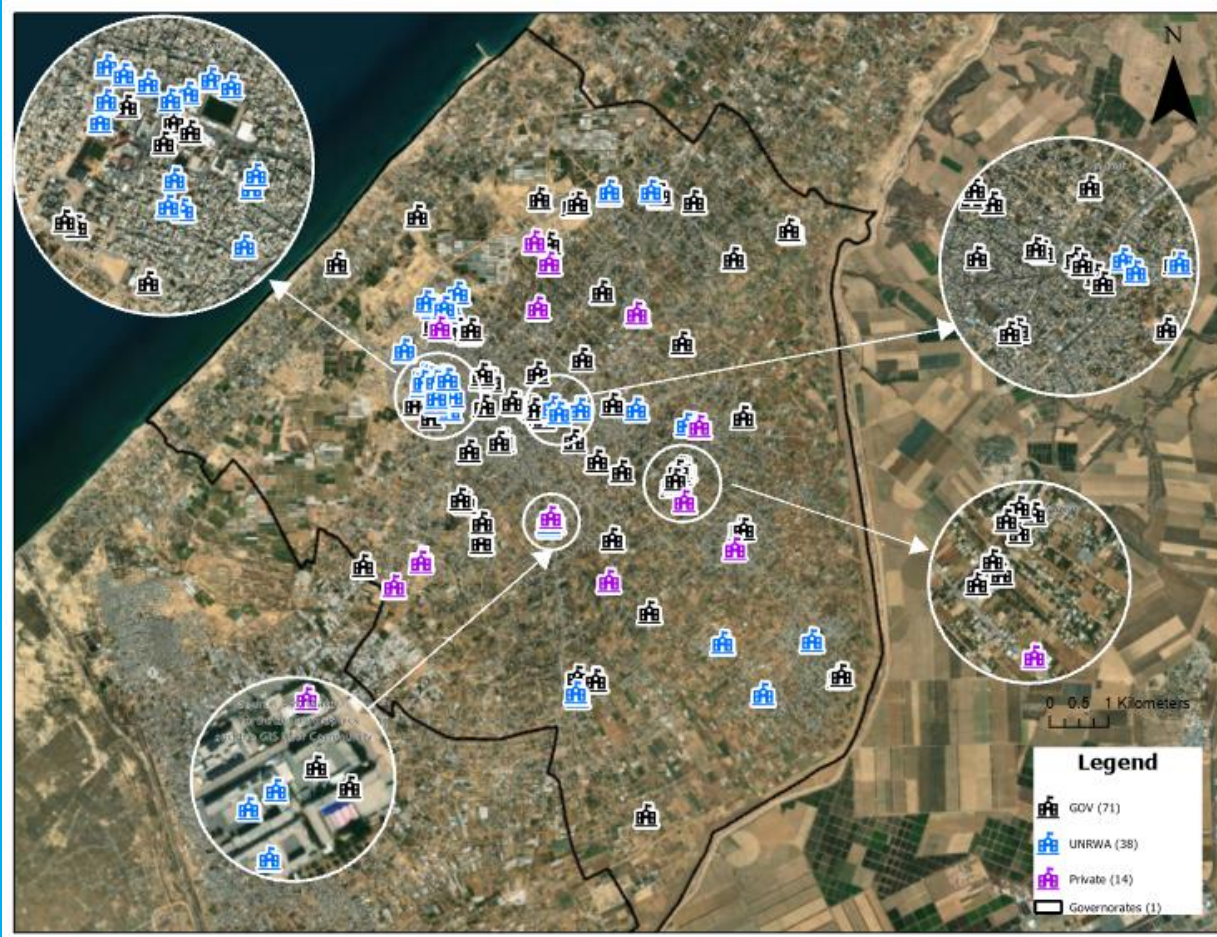 N
0 0.5 1 Kilometers
Legend
GOV (71)
UNRWA (38)
Private (14)
Governorates (1)